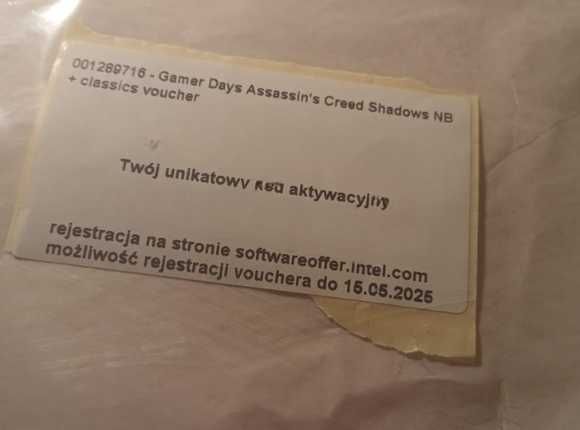 001289716 - Gamer Days Assassin's Creed Shadows NB
+ classics voucher
Twój unikatowy kod aktywacyjny
rejestracja na stronie softwareoffer.intel.com
możliwość rejestracji vouchera do 15.05.2025